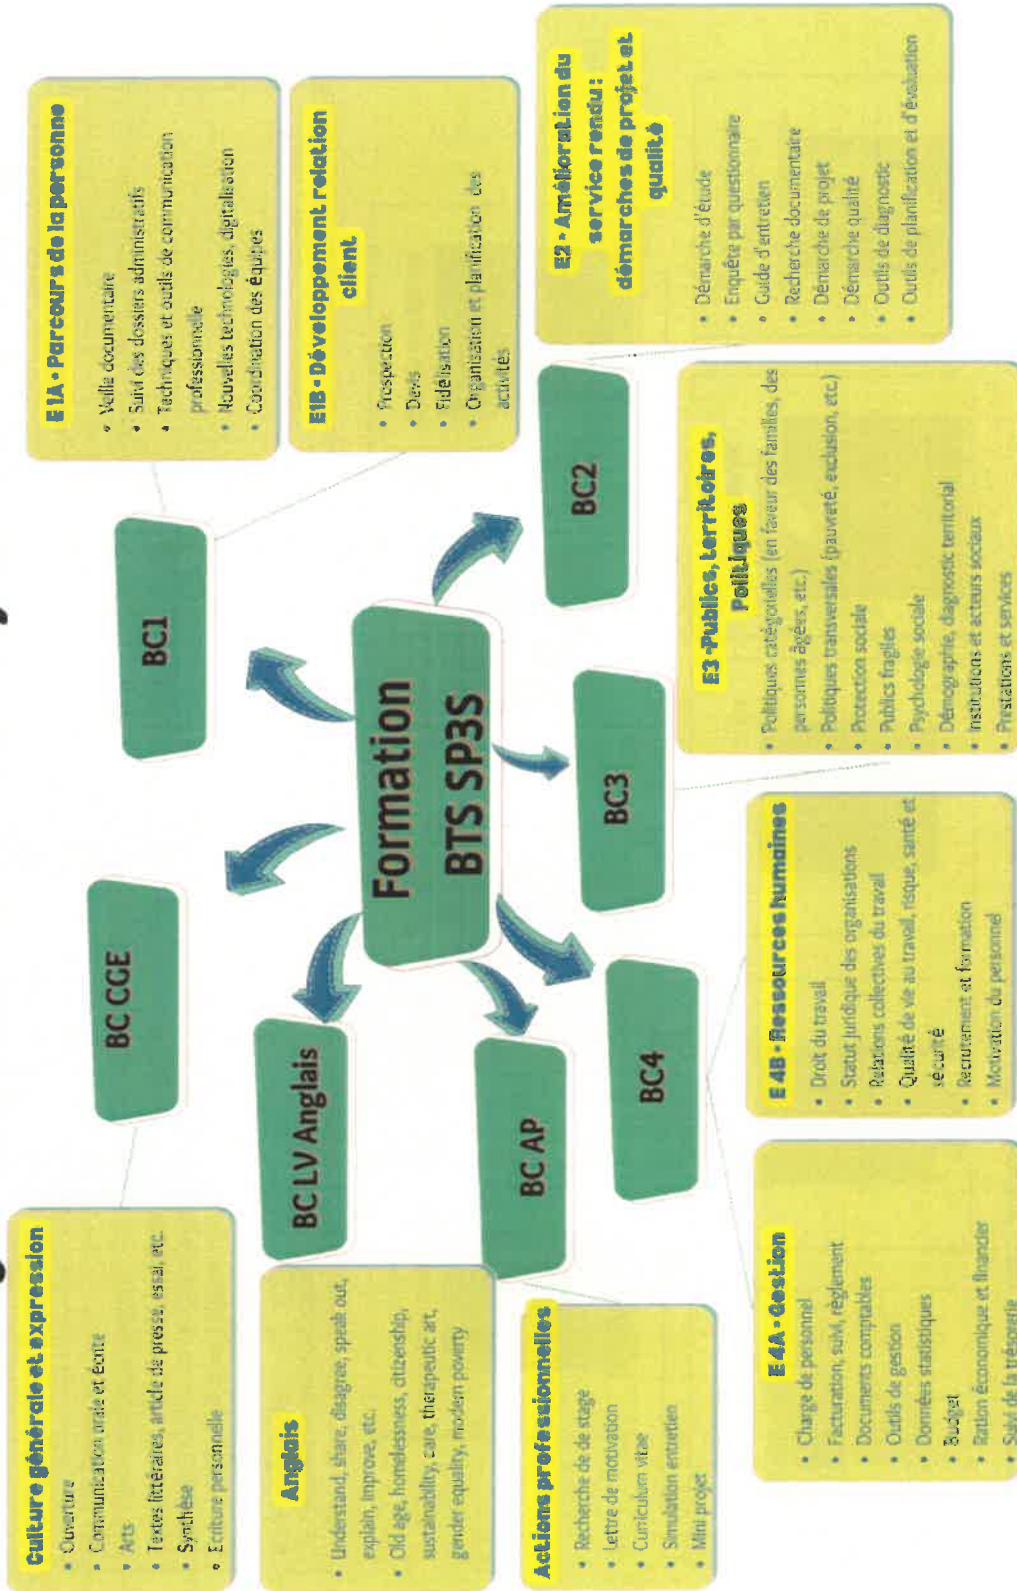 Culture générale et expression
• Ouverture
• Communication orale et écrite
• Arts
• Textes littéraires, article de presse, essai, etc.
• Synthèse
• Ecriture personnelle
Anglais
• Understand, share, disagree, speak out,
explain, improve, etc.
• Old age, homelessness, citizenship,
sustainability, care, therapeutic art,
gender equality, modern poverty
Actions professionnelles
• Recherche de de stage
• Lettre de motivation
• Curriculum vitae
• Simulation entretien
• Mini projet
E 4A - Gestion
• Charge de personnel
• Facturation, suivi, règlement
• Documents comptables
• Outils de gestion
• Données statistiques
• Budget
• Ration économique et financier
• Suivi de la trésorerie
BC CGE
BC LV Anglais
BC AP
BC4
Formation
BTS SP3S
E 4B - Ressources humaines
• Droit du travail
• Statut juridique des organisations
• Relations collectives du travail
• Qualité de vie au travail, risque, santé et
sécurité
• Recrutement et formation
• Motivation du personnel
BC1
BC3
BC2
E3 -Publics, territoires,
Politiques
• Politiques catégorielles (en faveur des familles, des
personnes âgées, etc.)
• Politiques transversales (pauvreté, exclusion, etc.)
• Protection sociale
• Publics fragiles
• Psychologie sociale
• Démographie, diagnostic territorial
• Institutions et acteurs sociaux
• Prestations et services
E 1A - Parcours de la personne
• Veille documentaire
• Suivi des dossiers administratifs
• Techniques et outils de communication
professionnelle
• Nouvelles technologies, digitalisation
• Coordination des équipes
E1B - Développement relation
client
• Prospection
• Devis
• Fidélisation
• Organisation et planification des
activités
E2 - Amélioration du
service rendu :
démarches de projet et
qualité
• Démarche d'étude
• Enquête par questionnaire
• Guide d'entreten
• Recherche documentaire
• Démarche de projet
• Démarche qualité
• Outils de diagnostic
• Outils de planification et d'évaluation